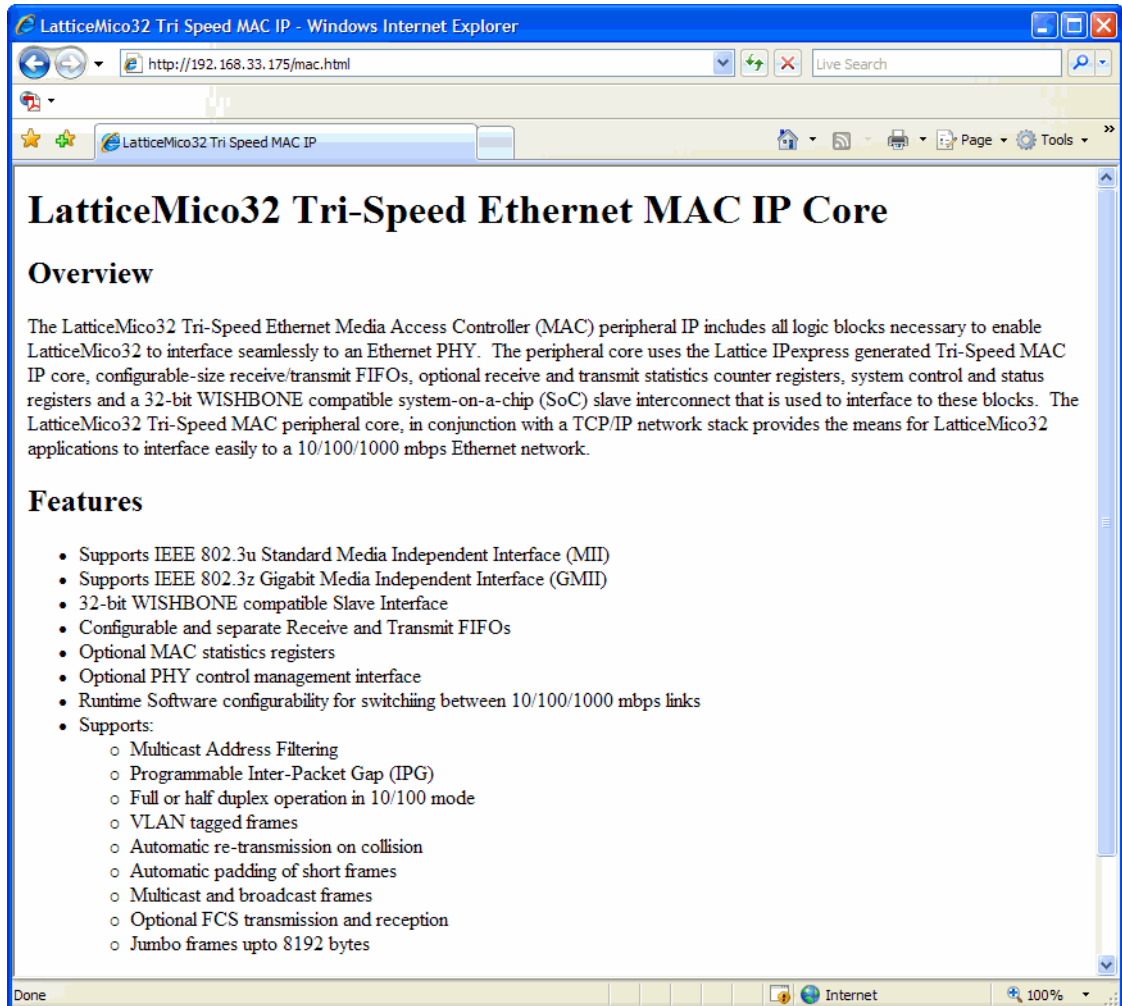 LatticeMico32 Tri Speed MAC IP - Windows Internet Explorer
http://192.168.33.175/mac.html
Live Search
LatticeMico32 Tri Speed MAC IP
Page
Tools
»
LatticeMico32 Tri-Speed Ethernet MAC IP Core
Overview
The LatticeMico32 Tri-Speed Ethernet Media Access Controller (MAC) peripheral IP includes all logic blocks necessary to enable
LatticeMico32 to interface seamlessly to an Ethernet PHY.  The peripheral core uses the Lattice IPexpress generated Tri-Speed MAC
IP core, configurable-size receive/transmit FIFOs, optional receive and transmit statistics counter registers, system control and status
registers and a 32-bit WISHBONE compatible system-on-a-chip (SoC) slave interconnect that is used to interface to these blocks.  The
LatticeMico32 Tri-Speed MAC peripheral core, in conjunction with a TCP/IP network stack provides the means for LatticeMico32
applications to interface easily to a 10/100/1000 mbps Ethernet network.
Features
• Supports IEEE 802.3u Standard Media Independent Interface (MII)
• Supports IEEE 802.3z Gigabit Media Independent Interface (GMII)
• 32-bit WISHBONE compatible Slave Interface
• Configurable and separate Receive and Transmit FIFOs
• Optional MAC statistics registers
• Optional PHY control management interface
• Runtime Software configurability for switchiing between 10/100/1000 mbps links
• Supports:
○ Multicast Address Filtering
○ Programmable Inter-Packet Gap (IPG)
○ Full or half duplex operation in 10/100 mode
○ VLAN tagged frames
○ Automatic re-transmission on collision
○ Automatic padding of short frames
○ Multicast and broadcast frames
○ Optional FCS transmission and reception
○ Jumbo frames upto 8192 bytes
Done
Internet
100%